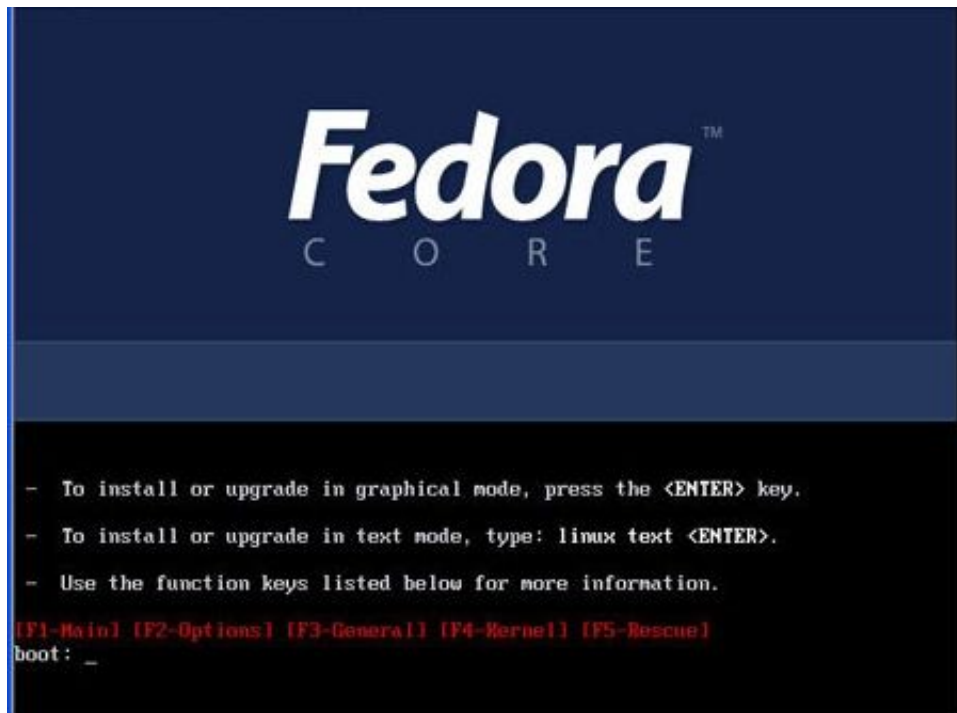 Fedora™
CORE
- To install or upgrade in graphical mode, press the <ENTER> key.
- To install or upgrade in text mode, type: linux text <ENTER>.
- Use the function keys listed below for more information.
[F1-Main] [F2-Options] [F3-General] [F4-Kernel] [F5-Rescue]
boot: _